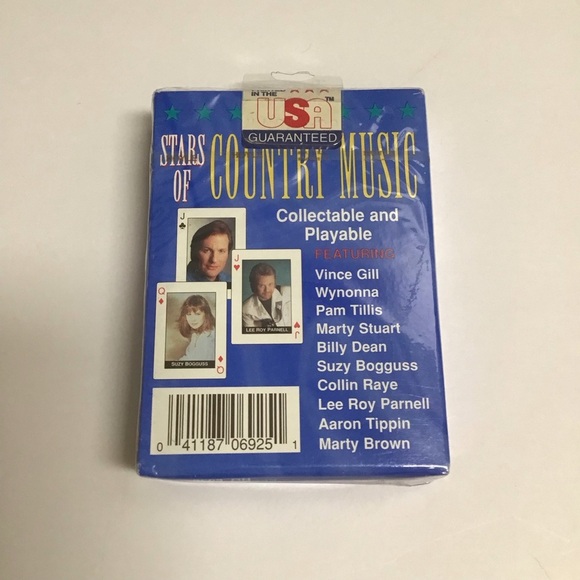 IN THE
USA™
GUARANTEED
STARS OF COUNTRY MUSIC
Collectable and
Playable
FEATURING
Vince Gill
Wynonna
Pam Tillis
Marty Stuart
Billy Dean
Suzy Bogguss
Collin Raye
Lee Roy Parnell
Aaron Tippin
Marty Brown
J
J
LEE ROY PARNELL
J
Q
SUZY BOGGUSS
Q
0 41187 06925 1